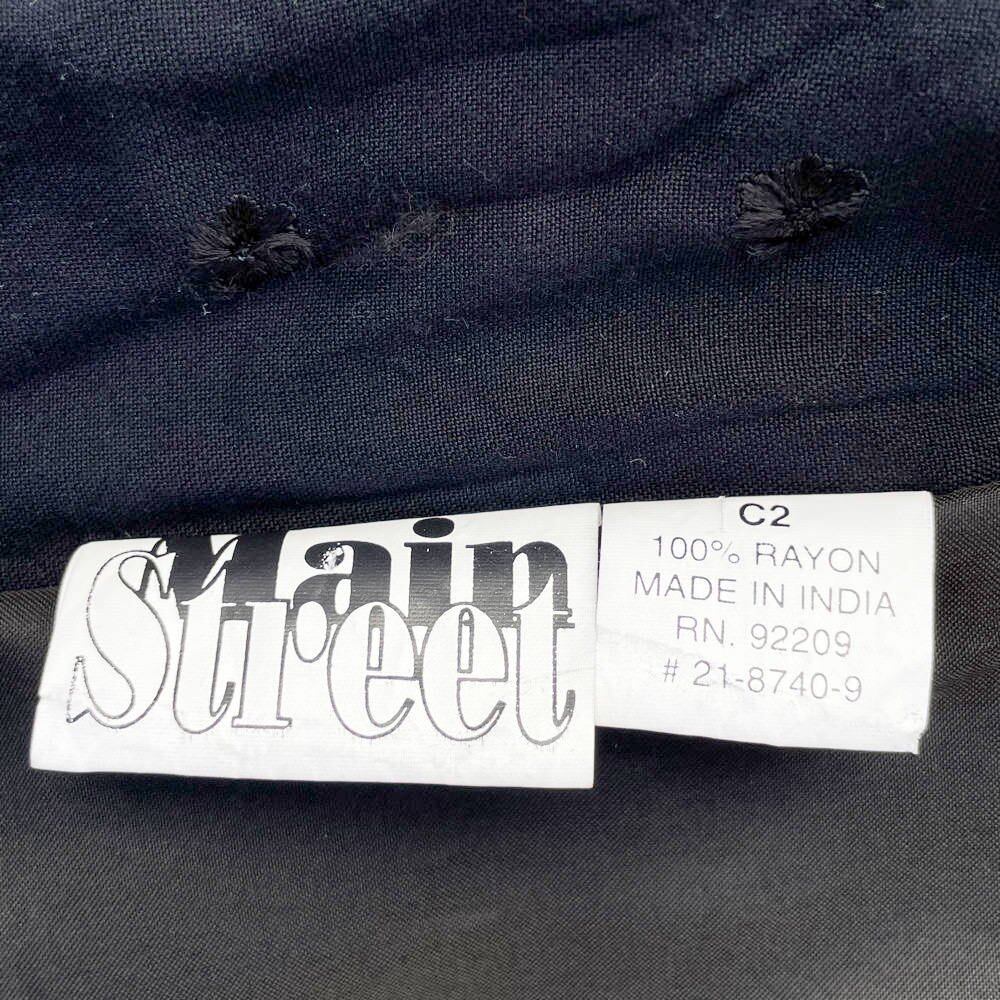 Main
Street
C2
100% RAYON
MADE IN INDIA
RN. 92209
# 21-8740-9